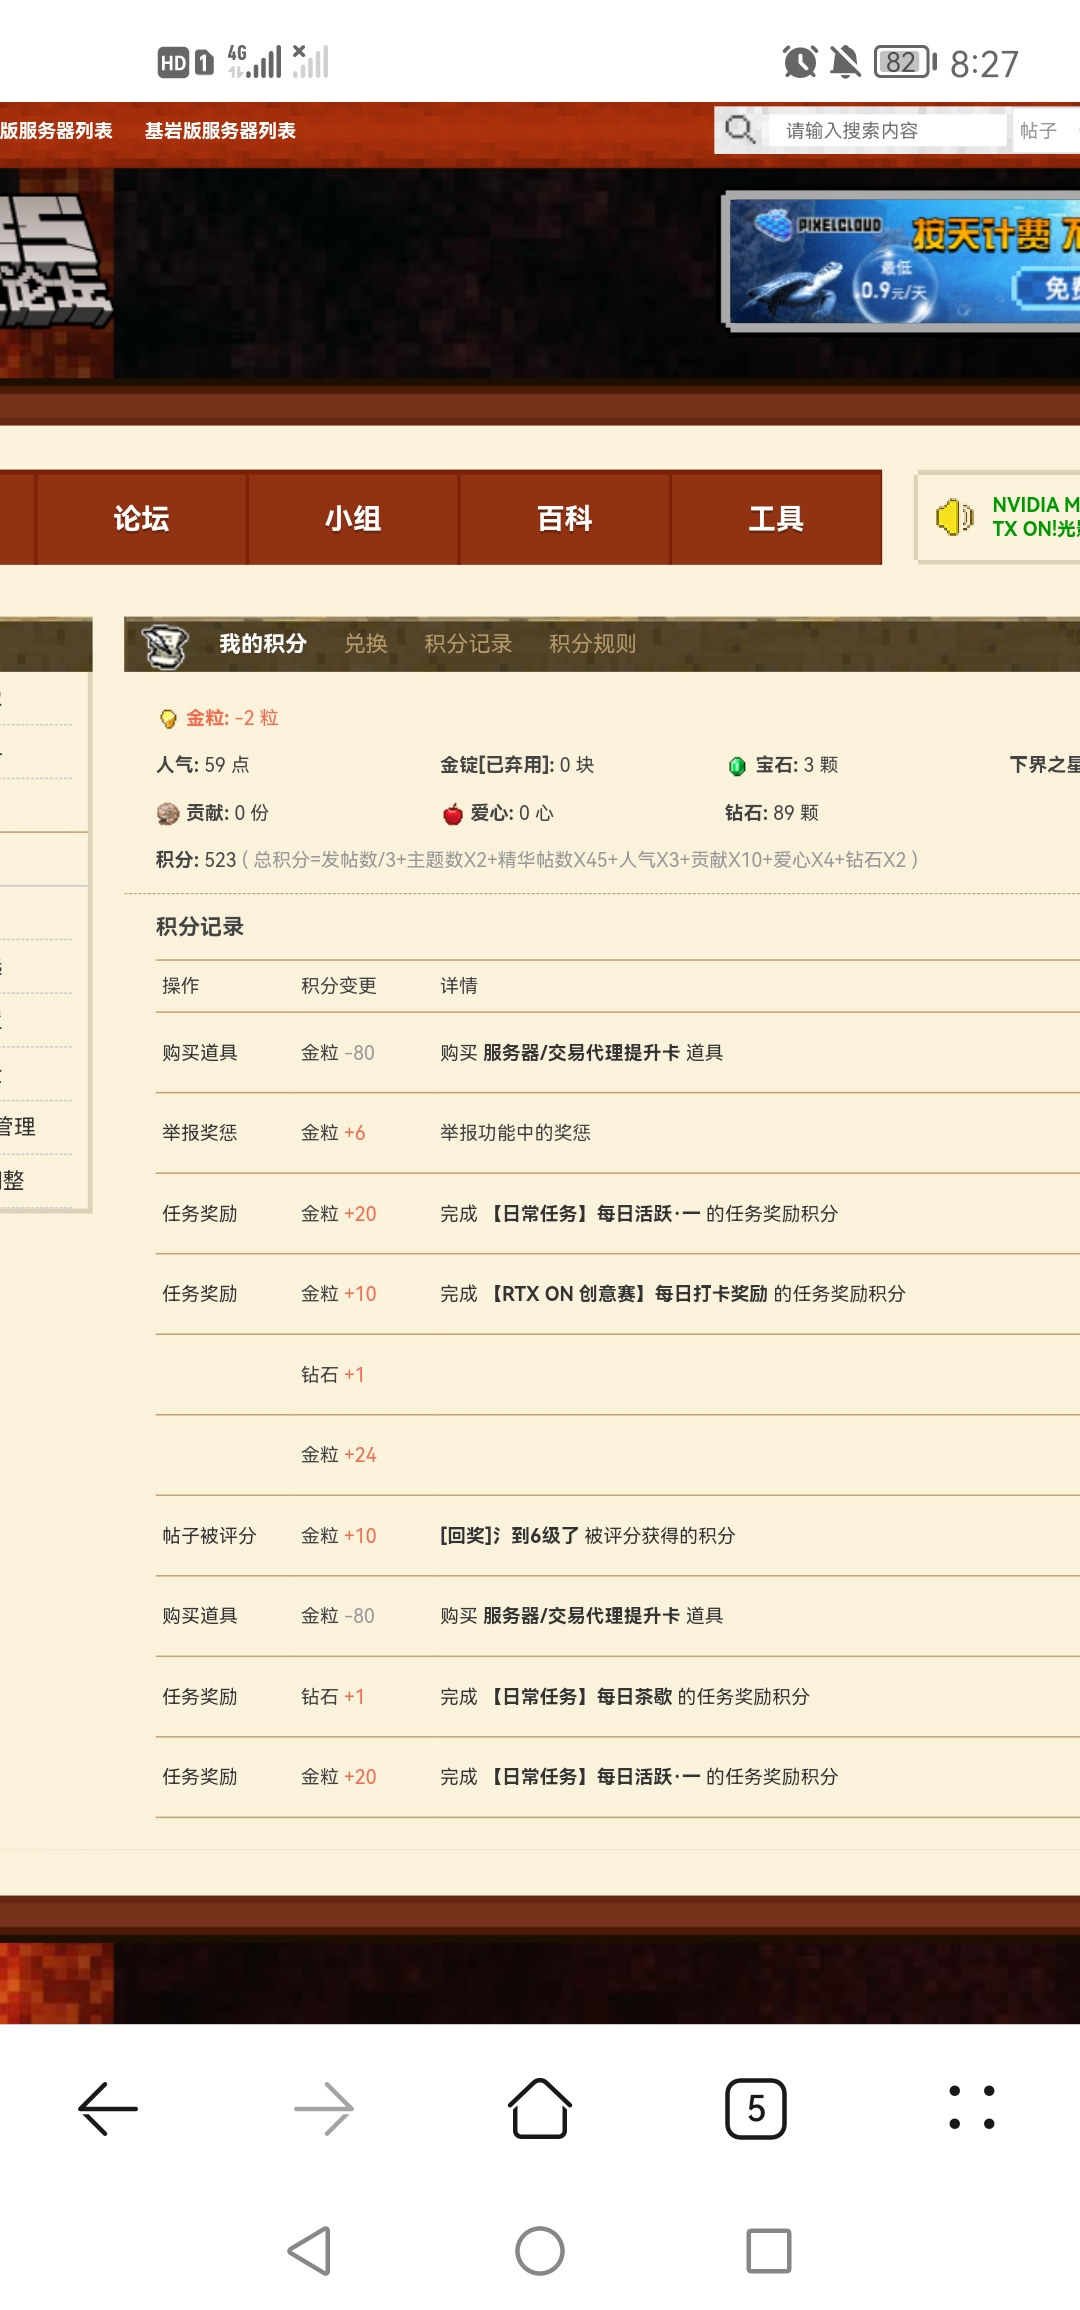 HD 1 4G 82 8:27
版服务器列表 基岩版服务器列表 请输入搜索内容 帖子
论坛
PIXELCLOUD 按天计费
最低
0.9元/天 免费
论坛 小组 百科 工具
NVIDIA M
TX ON!光
我的积分 兑换 积分记录 积分规则
金粒: -2 粒
人气: 59 点 金锭[已弃用]: 0 块 宝石: 3 颗 下界之星
贡献: 0 份 爱心: 0 心 钻石: 89 颗
积分: 523 ( 总积分=发帖数/3+主题数X2+精华帖数X45+人气X3+贡献X10+爱心X4+钻石X2 )
积分记录
操作 积分变更 详情
购买道具 金粒 -80 购买 服务器/交易代理提升卡 道具
举报奖惩 金粒 +6 举报功能中的奖惩
管理
整
任务奖励 金粒 +20 完成 【日常任务】每日活跃·一 的任务奖励积分
任务奖励 金粒 +10 完成 【RTX ON 创意赛】每日打卡奖励 的任务奖励积分
钻石 +1
金粒 +24
帖子被评分 金粒 +10 [回奖]氵到6级了 被评分获得的积分
购买道具 金粒 -80 购买 服务器/交易代理提升卡 道具
任务奖励 钻石 +1 完成 【日常任务】每日茶歇 的任务奖励积分
任务奖励 金粒 +20 完成 【日常任务】每日活跃·一 的任务奖励积分
5